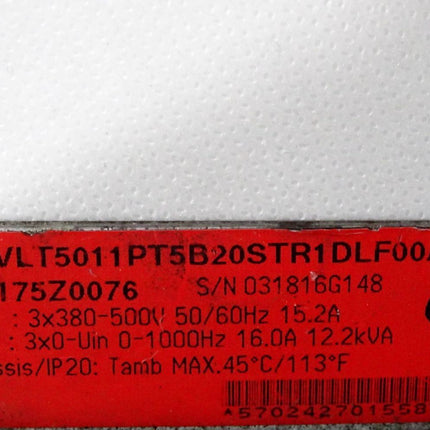 VLT5011PT5B20STR1DLF00
175Z0076 S/N 031816G148
: 3x380-500V 50/60Hz 15.2A
: 3x0-Uin 0-1000Hz 16.0A 12.2kVA
ssis/IP20: Tamb MAX.45°C/113°F
*570242701558